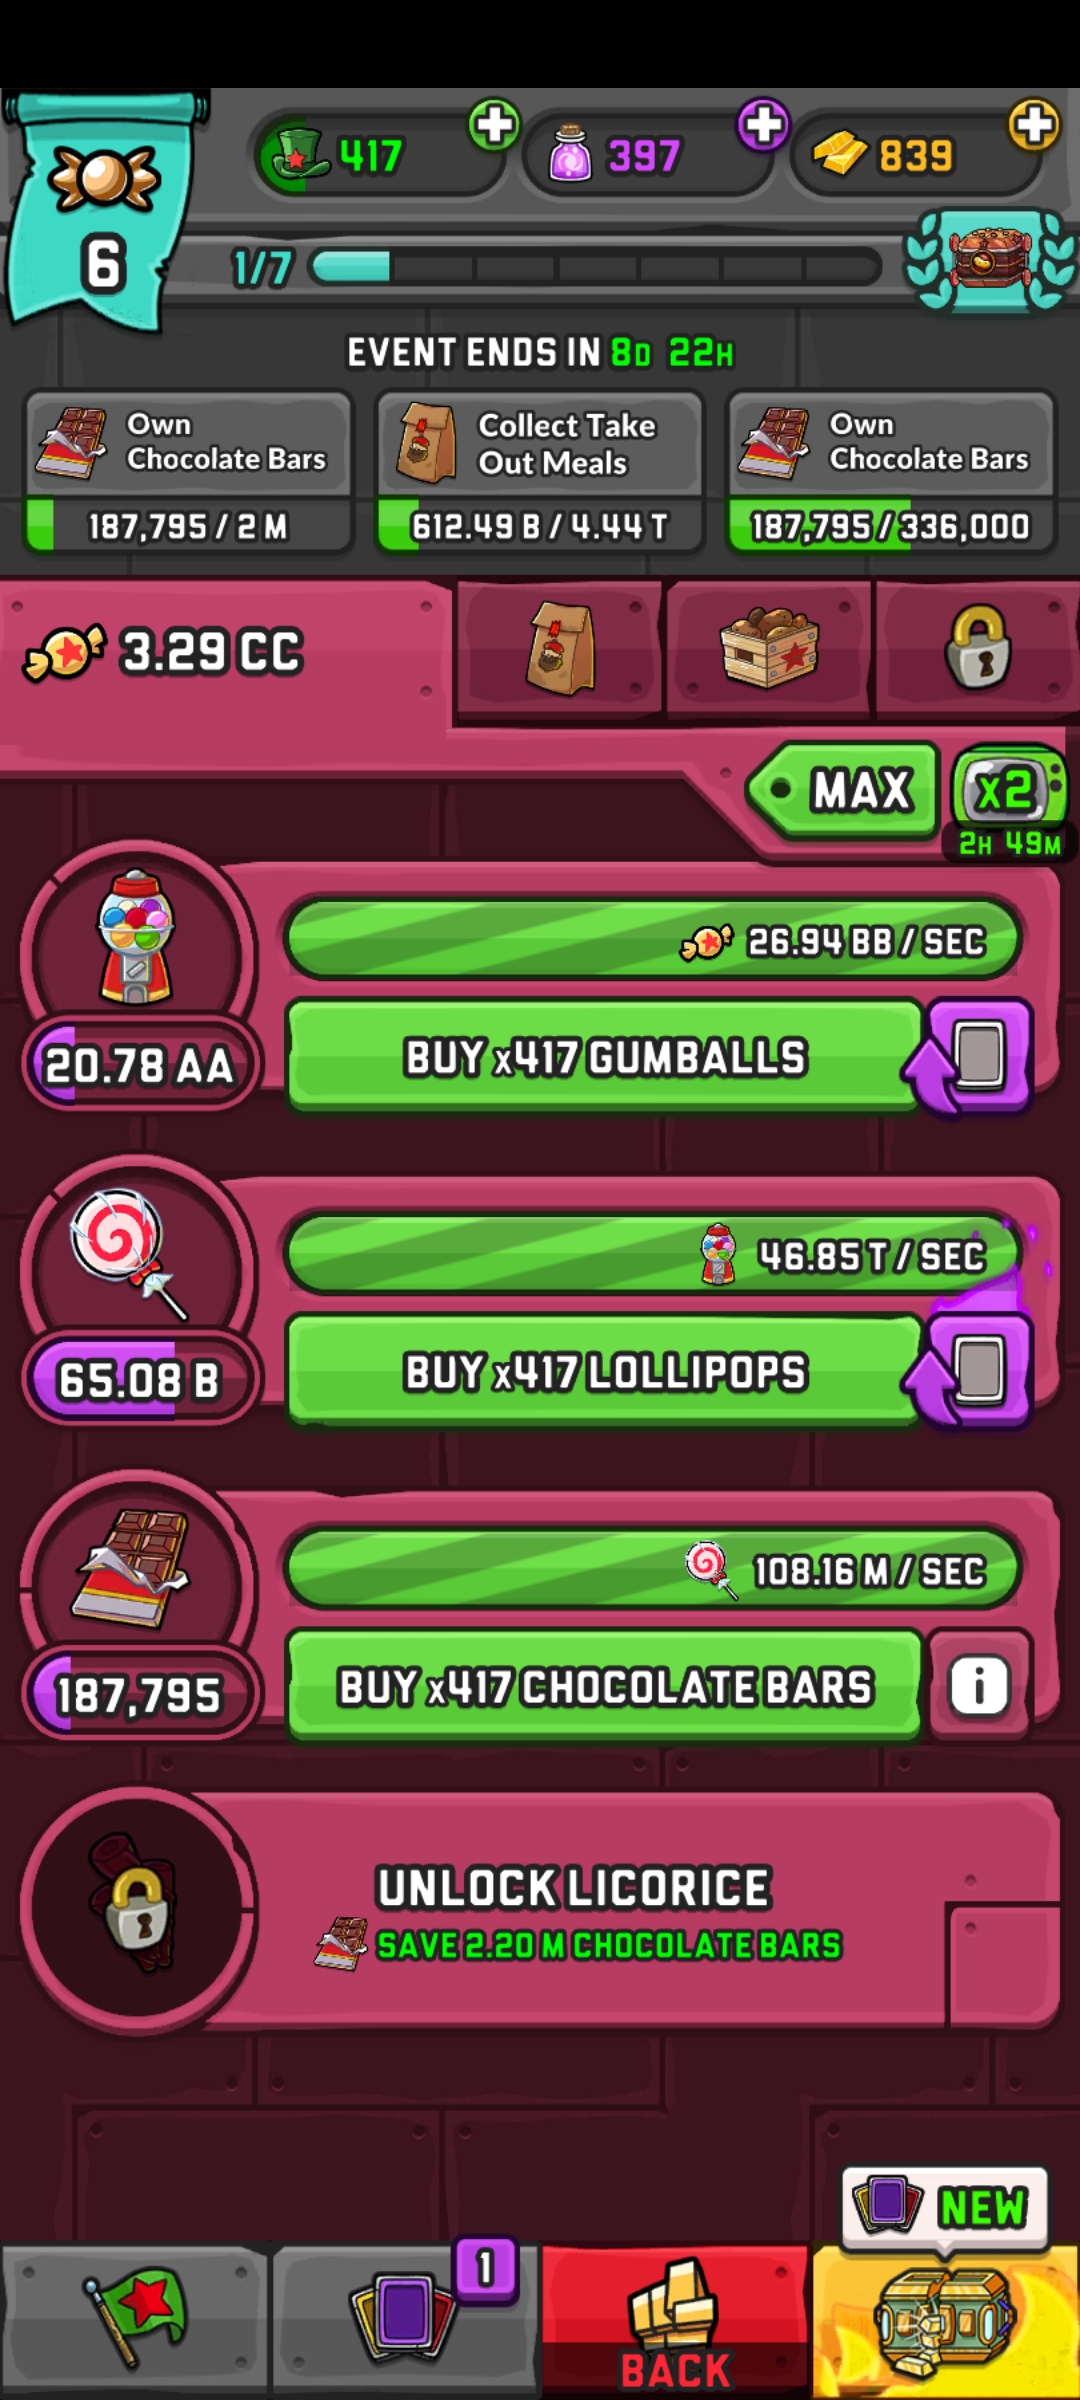 417
397
839
6
1/7
EVENT ENDS IN 8D 22H
Own
Chocolate Bars
187,795 / 2 M
Collect Take
Out Meals
612.49 B / 4.44 T
Own
Chocolate Bars
187,795 / 336,000
3.29 CC
MAX
x2
2H 49M
26.94 BB / SEC
20.78 AA
BUY x417 GUMBALLS
46.85 T / SEC
65.08 B
BUY x417 LOLLIPOPS
108.16 M / SEC
187,795
BUY x417 CHOCOLATE BARS
i
UNLOCK LICORICE
SAVE 2.20 M CHOCOLATE BARS
NEW
1
BACK